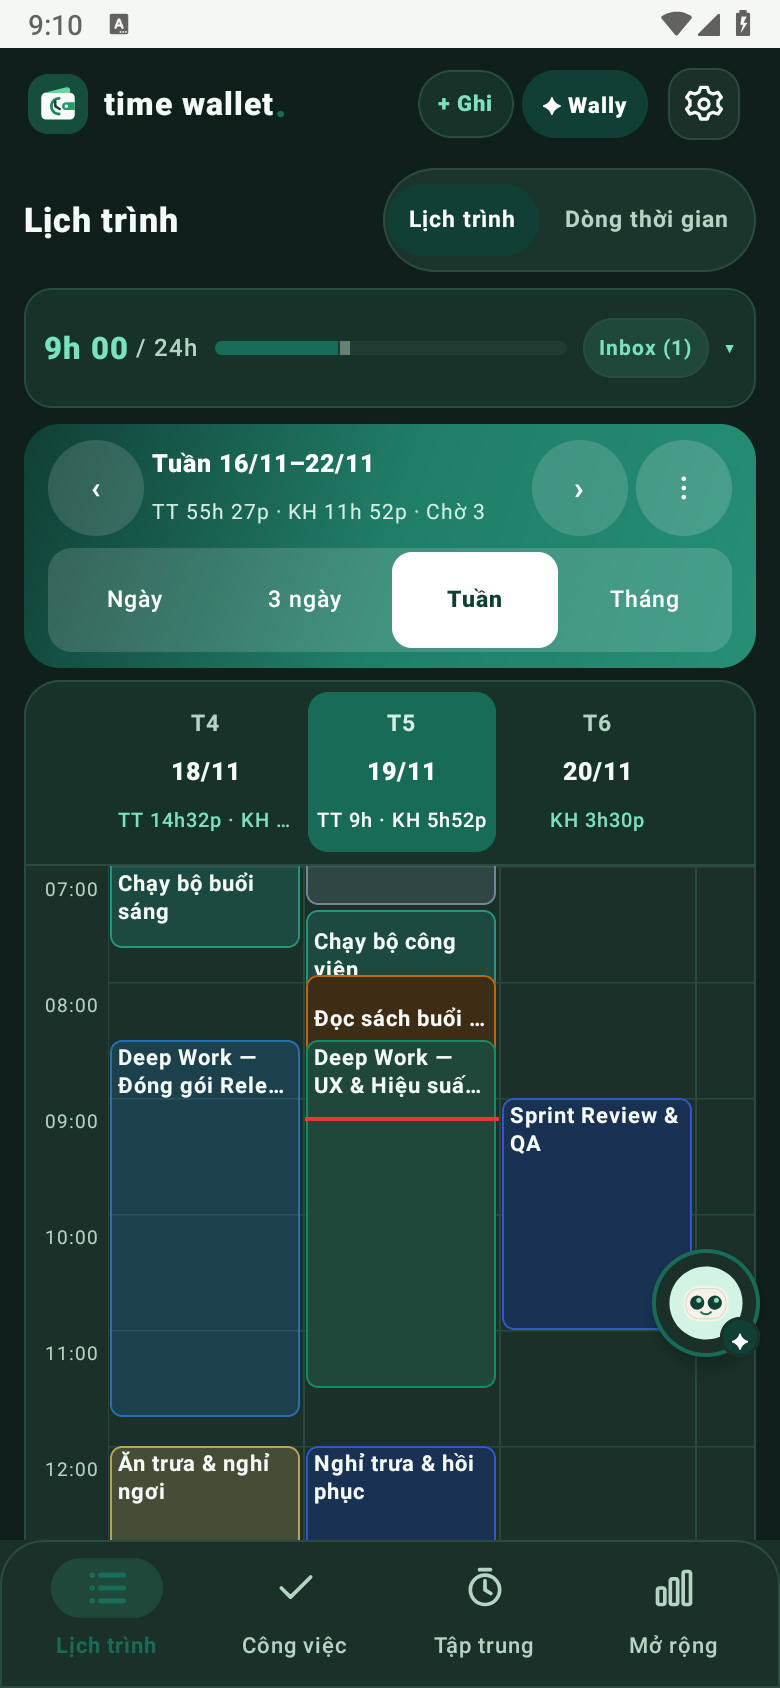 9:10
A
time wallet.
+ Ghi
Wally
Lịch trình
Lịch trình
Dòng thời gian
9h 00 / 24h
Inbox (1)
Tuần 16/11–22/11
TT 55h 27p · KH 11h 52p · Chờ 3
Ngày
3 ngày
Tuần
Tháng
T4
18/11
TT 14h32p · KH …
T5
19/11
TT 9h · KH 5h52p
T6
20/11
KH 3h30p
07:00
Chạy bộ buổi
sáng
Chạy bộ công
viên
08:00
Đọc sách buổi …
Deep Work —
Đóng gói Rele…
Deep Work —
UX & Hiệu suấ…
09:00
Sprint Review &
QA
10:00
11:00
12:00
Ăn trưa & nghỉ
ngơi
Nghỉ trưa & hồi
phục
Lịch trình
Công việc
Tập trung
Mở rộng